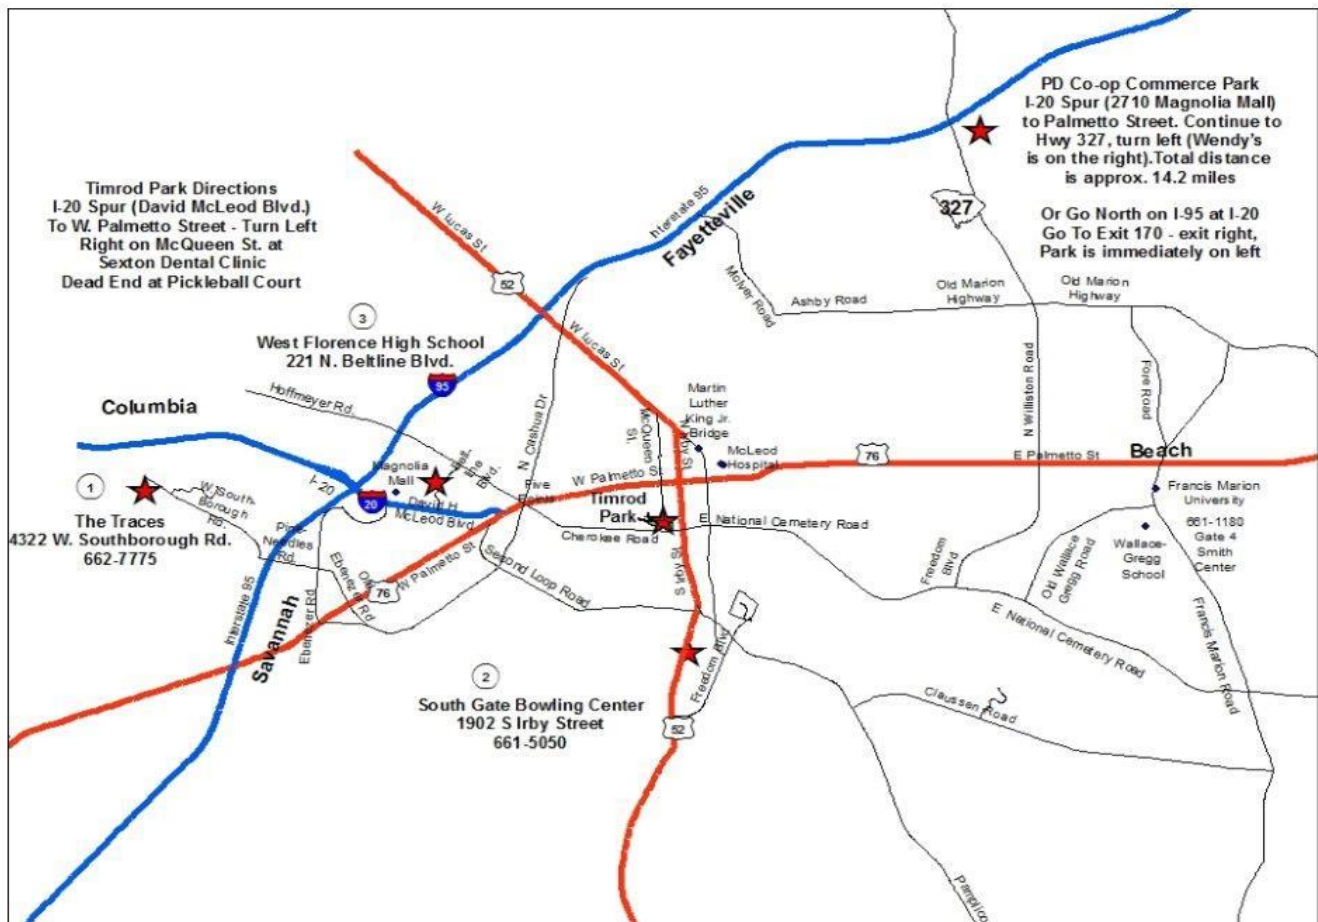 PD Co-op Commerce Park
I-20 Spur (2710 Magnolia Mall)
to Palmetto Street. Continue to
Hwy 327, turn left (Wendy's
is on the right).Total distance
is approx. 14.2 miles
Or Go North on I-95 at I-20
Go To Exit 170 - exit right,
Park is immediately on left
Timrod Park Directions
I-20 Spur (David McLeod Blvd.)
To W. Palmetto Street - Turn Left
Right on McQueen St. at
Sexton Dental Clinic
Dead End at Pickleball Court
W Lucas St
52
Interstate 95
Fayetteville
327
McIver Road
Ashby Road
Old Marion
Highway
Old Marion
Highway
3
West Florence High School
221 N. Beltline Blvd.
W Lucas St
95
Hoffmeyer Rd.
Columbia
N Cashua Dr
Martin
Luther
King Jr.
Bridge
McQueen
St.
N Irby St
McLeod
Hospital
N Williston Road
Fore Road
76
E Palmetto St
Beach
Magnolia
Mall
Blvd.
I-20
20
David H
McLeod Blvd
Five
Points
W Palmetto St
Timrod
Park
E National Cemetery Road
Cherokee Road
Francis Marion
University
661-1180
Gate 4
Smith
Center
Wallace-
Gregg
School
1
The Traces
4322 W. Southborough Rd.
662-7775
W. South-
Borough
Rd.
Pine
Needles
Rd.
Ebenezer Rd
Old
Ebenezer Rd
W Palmetto St
76
Second Loop Road
S Irby St
Freedom
Blvd
Old Wallace
Gregg Road
E National Cemetery Road
Francis Marion Road
Interstate 95
Savannah
2
South Gate Bowling Center
1902 S Irby Street
661-5050
Freedom Blvd
52
Claussen Road